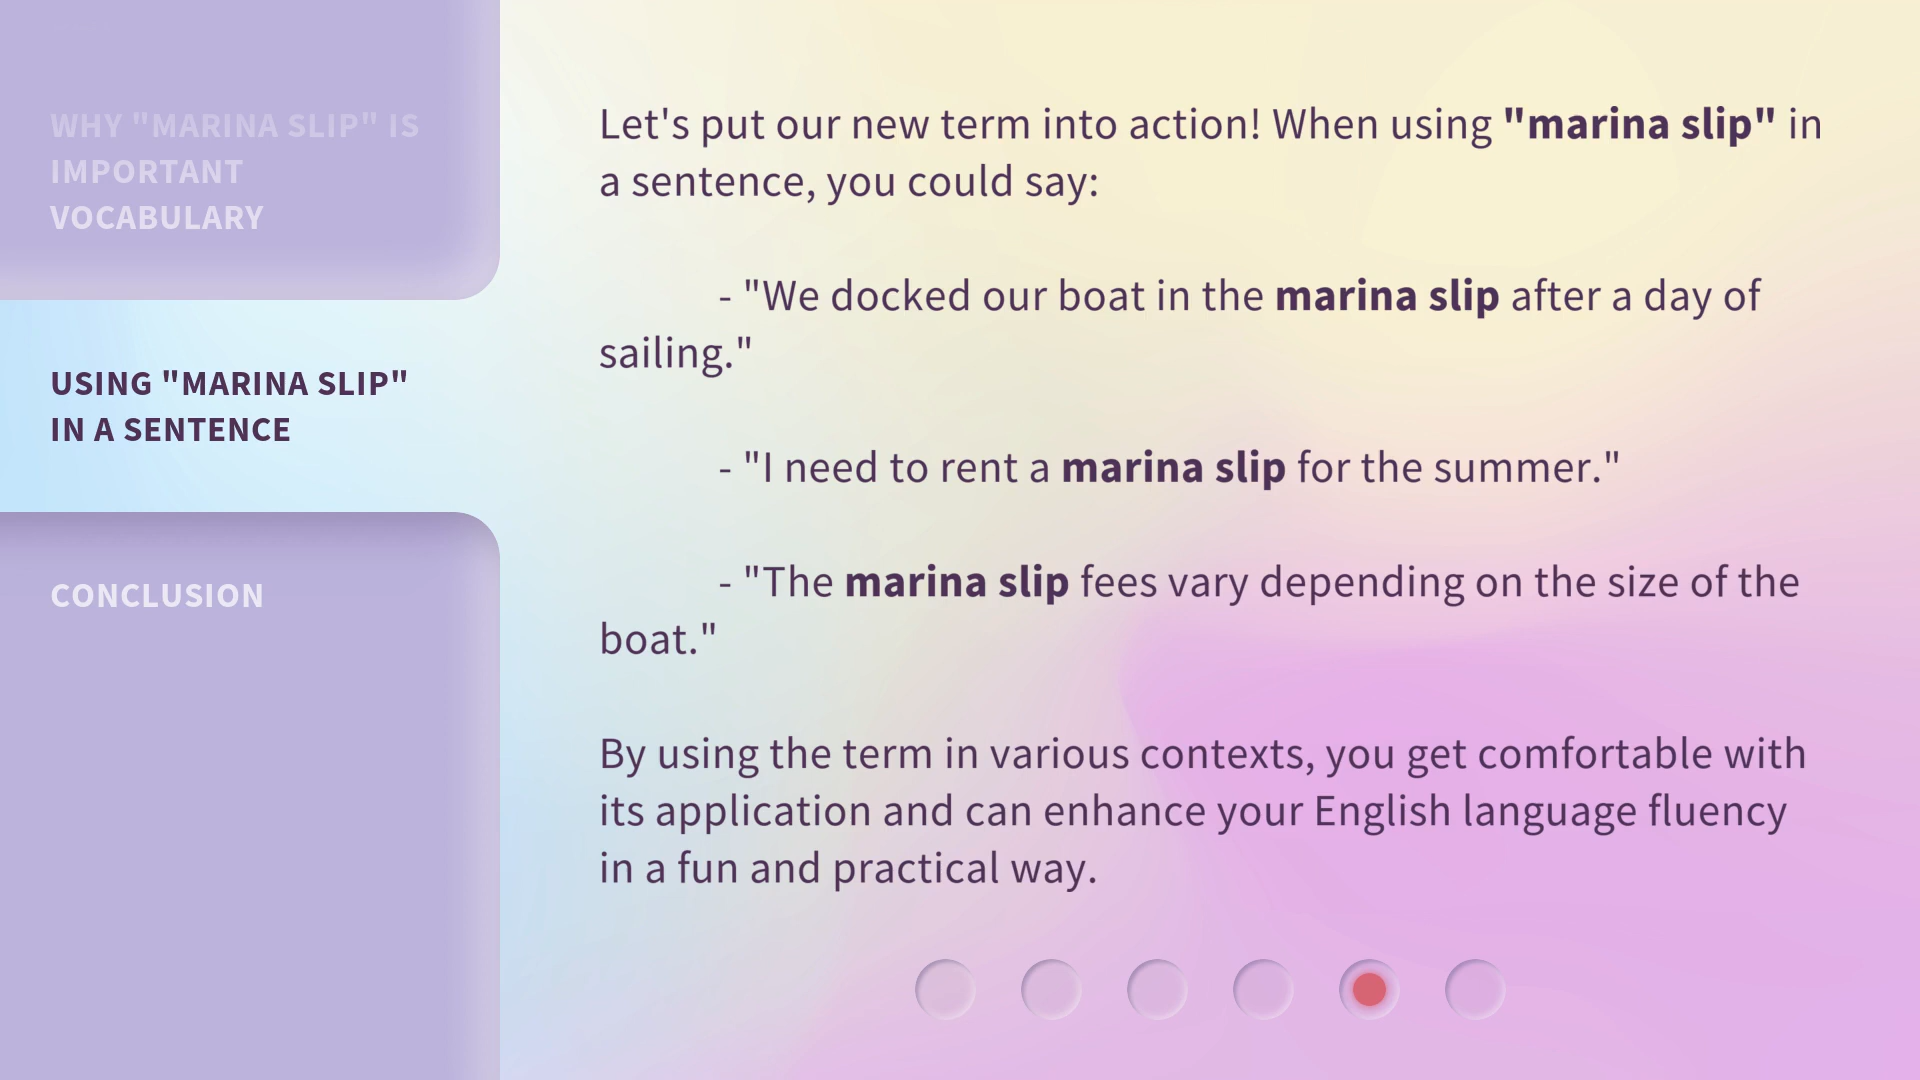 WHY "MARINA SLIP" IS
IMPORTANT
VOCABULARY
USING "MARINA SLIP"
IN A SENTENCE
CONCLUSION
Let's put our new term into action! When using "marina slip" in
a sentence, you could say:
- "We docked our boat in the marina slip after a day of
sailing."
- "I need to rent a marina slip for the summer."
- "The marina slip fees vary depending on the size of the
boat."
By using the term in various contexts, you get comfortable with
its application and can enhance your English language fluency
in a fun and practical way.